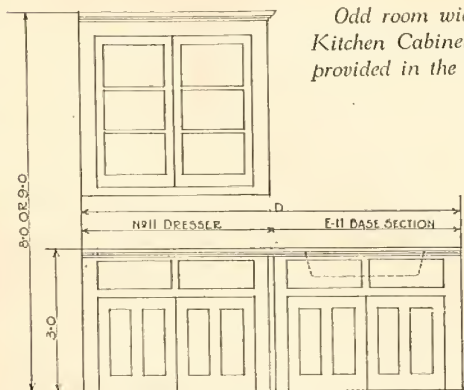 Odd room wi
Kitchen Cabine
provided in the
8-0 OR 9-0
D
Nº11 DRESSER
E-11 BASE SECTION
3-0